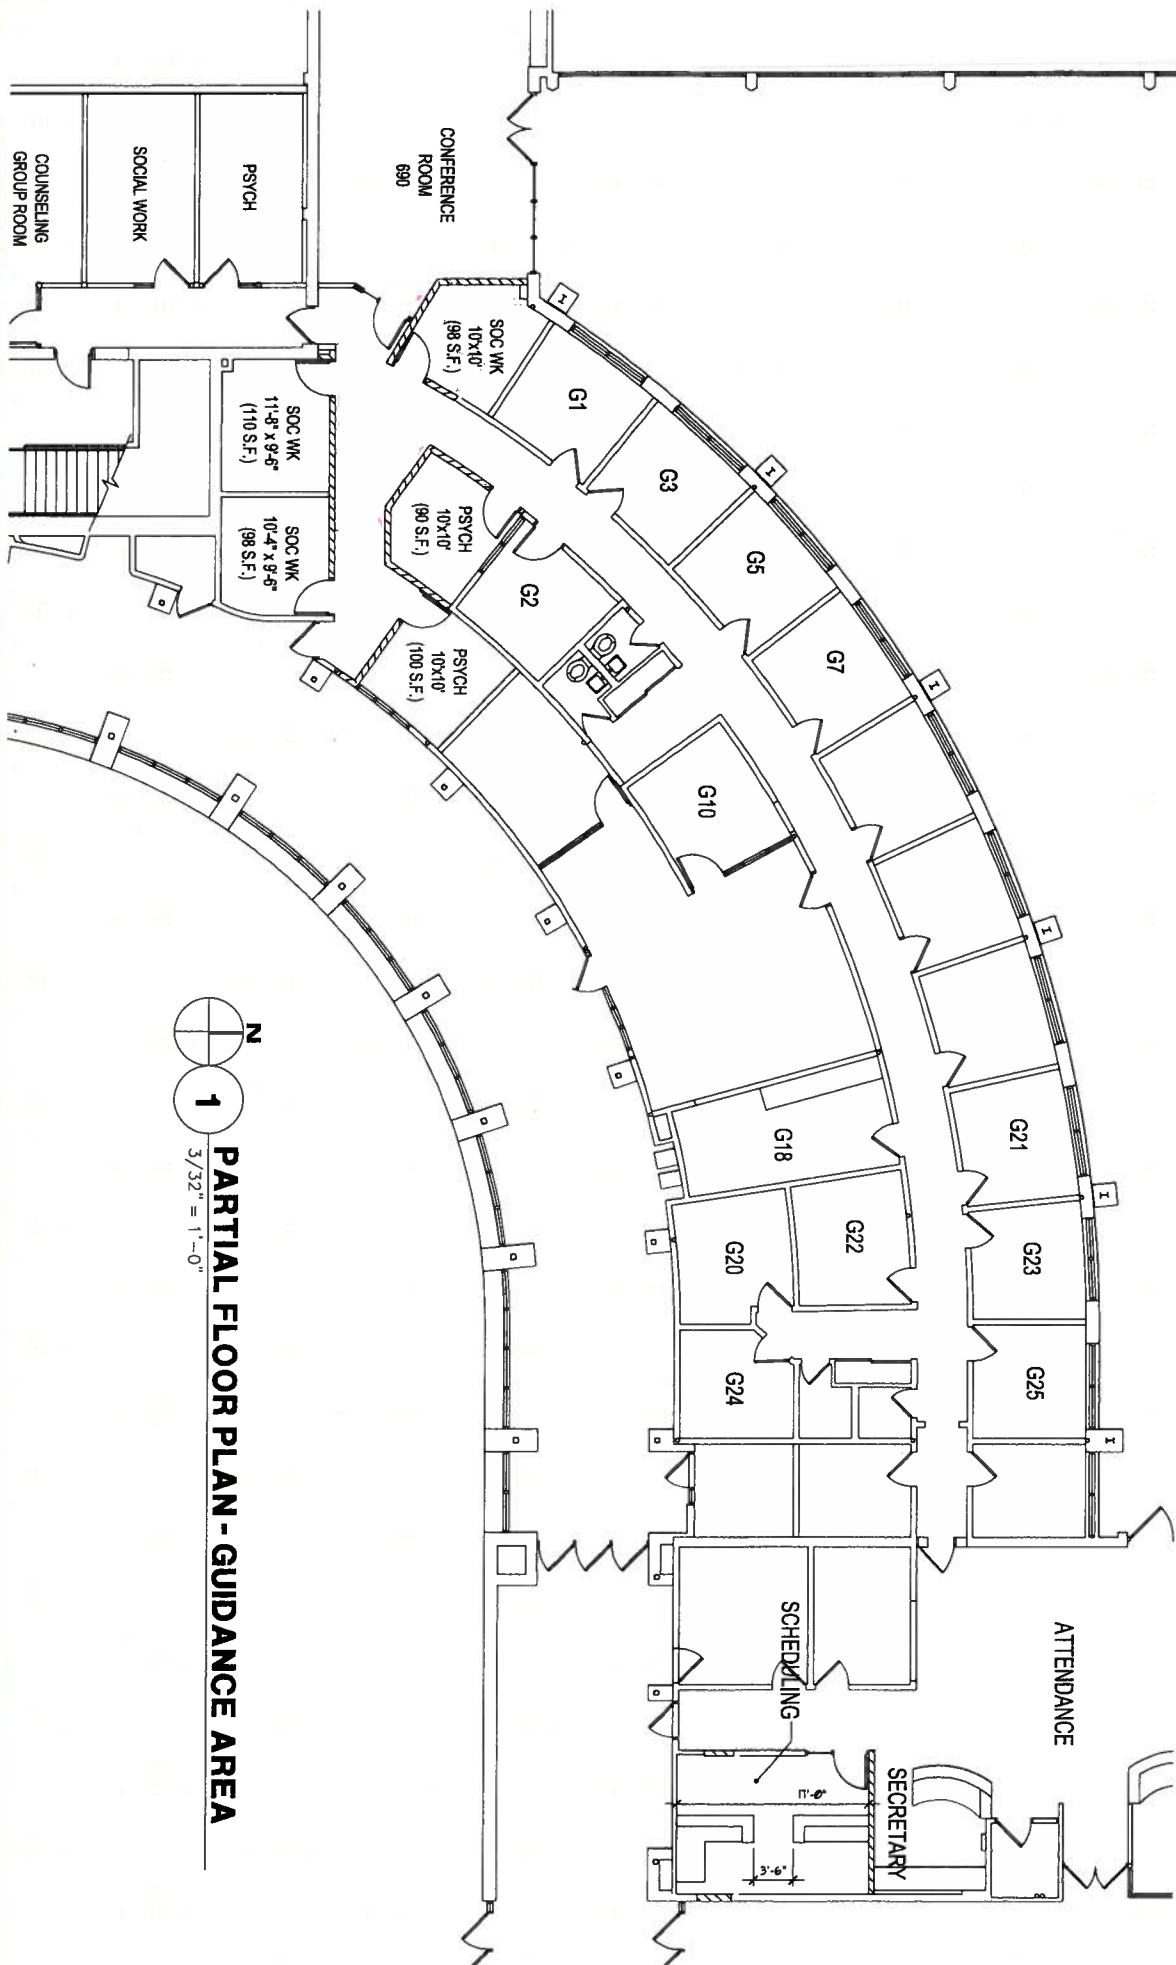 CONFERENCE
ROOM
690
PSYCH
SOCIAL WORK
COUNSELING
GROUP ROOM
SOC WK
10'x10'
(98 S.F.)
SOC WK
11'-8" x 9'-6"
(110 S.F.)
SOC WK
10'-4" x 9'-6"
(98 S.F.)
PSYCH
10'x10'
(90 S.F.)
PSYCH
10'x10'
(100 S.F.)
G1
G3
G5
G7
G2
G10
G18
G21
G22
G23
G20
G25
G24
ATTENDANCE
SCHEDULING
SECRETARY
11'-0"
3'-6"
N
1
PARTIAL FLOOR PLAN - GUIDANCE AREA
3/32" = 1'-0"